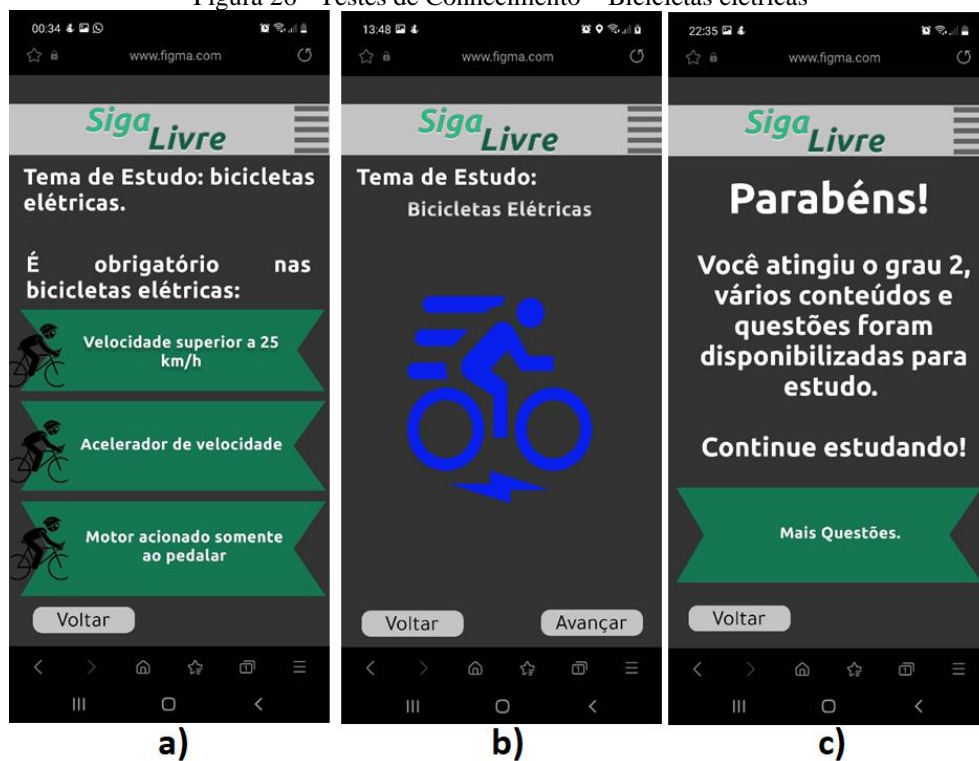 Figura 26 - Testes de Conhecimento – Bicicletas elétricas
00:34
www.figma.com
Siga
Livre
Tema de Estudo: bicicletas
elétricas.
É obrigatório nas
bicicletas elétricas:
Velocidade superior a 25
km/h
Acelerador de velocidade
Motor acionado somente
ao pedalar
Voltar
a)
13:48
www.figma.com
Siga
Livre
Tema de Estudo:
Bicicletas Elétricas
Voltar
Avançar
b)
22:35
www.figma.com
Siga
Livre
Parabéns!
Você atingiu o grau 2,
vários conteúdos e
questões foram
disponibilizadas para
estudo.
Continue estudando!
Mais Questões.
Voltar
c)